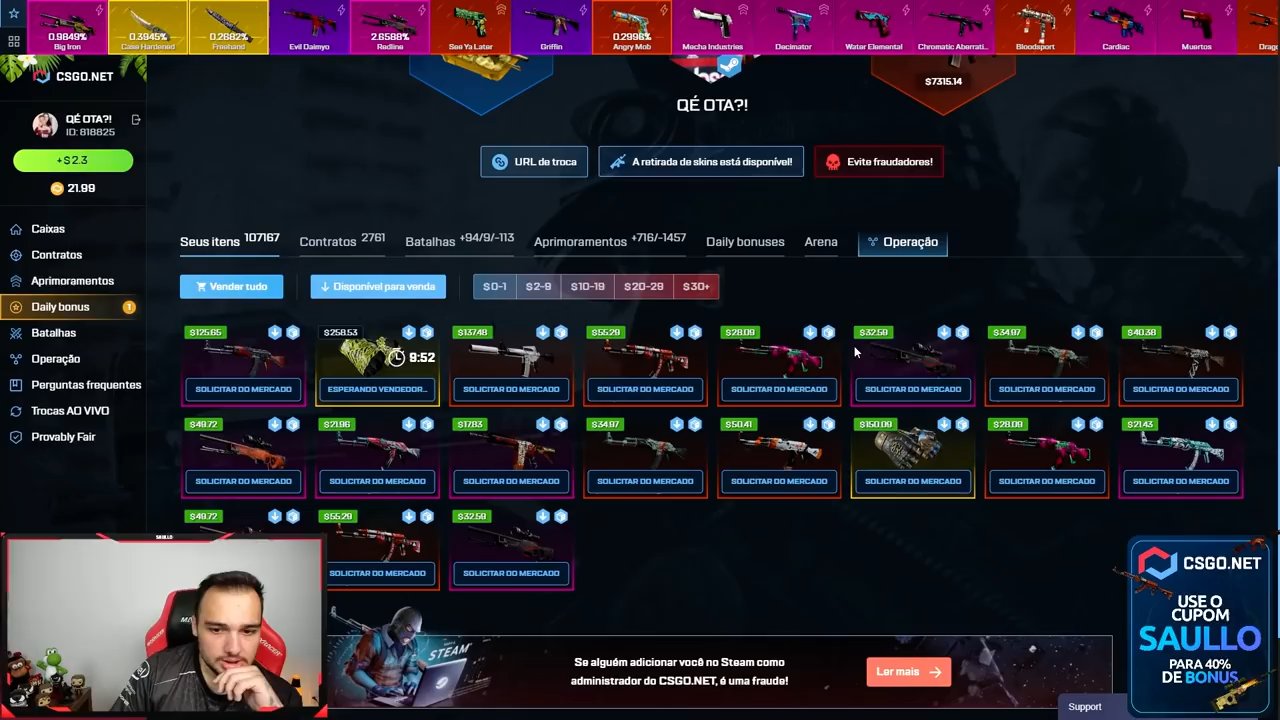 0.9849%
Big Iron
0.3945%
Case Hardened
0.2682%
Freehand
Evil Daimyo
2.6588%
Redline
See Ya Later
Griffin
0.2996%
Angry Mob
Mecha Industries
Decimator
Water Elemental
Chromatic Aberrati...
Bloodsport
Cardiac
Muertos
CSGO.NET
QÉ OTA?!
ID: 818825
+$2.3
21.99
Caixas
Contratos
Aprimoramentos
Daily bonus 1
Batalhas
Operação
Perguntas frequentes
Trocas AO VIVO
Provably Fair
$7315.14
QÉ OTA?!
URL de troca
A retirada de skins está disponível!
Evite fraudadores!
Seus itens 107167
Contratos 2761
Batalhas +94/9/-113
Aprimoramentos +716/-1457
Daily bonuses
Arena
Operação
Vender tudo
Disponível para venda
$0-1
$2-9
$10-19
$20-29
$30+
$125.65
$258.53
$137.48
$55.29
$28.09
$32.59
$34.97
$40.38
9:52
SOLICITAR DO MERCADO
ESPERANDO VENDEDOR...
SOLICITAR DO MERCADO
SOLICITAR DO MERCADO
SOLICITAR DO MERCADO
SOLICITAR DO MERCADO
SOLICITAR DO MERCADO
SOLICITAR DO MERCADO
$49.72
$21.96
$17.83
$34.97
$50.41
$150.09
$28.09
$21.43
SOLICITAR DO MERCADO
SOLICITAR DO MERCADO
SOLICITAR DO MERCADO
SOLICITAR DO MERCADO
SOLICITAR DO MERCADO
SOLICITAR DO MERCADO
SOLICITAR DO MERCADO
SOLICITAR DO MERCADO
$49.72
$55.29
$32.59
SOLICITAR DO MERCADO
SOLICITAR DO MERCADO
SAULLO
STEAM
Se alguém adicionar você no Steam como
administrador do CSGO.NET, é uma fraude!
Ler mais
CSGO.NET
USE O
CUPOM
SAULLO
PARA 40%
DE BONUS
Support